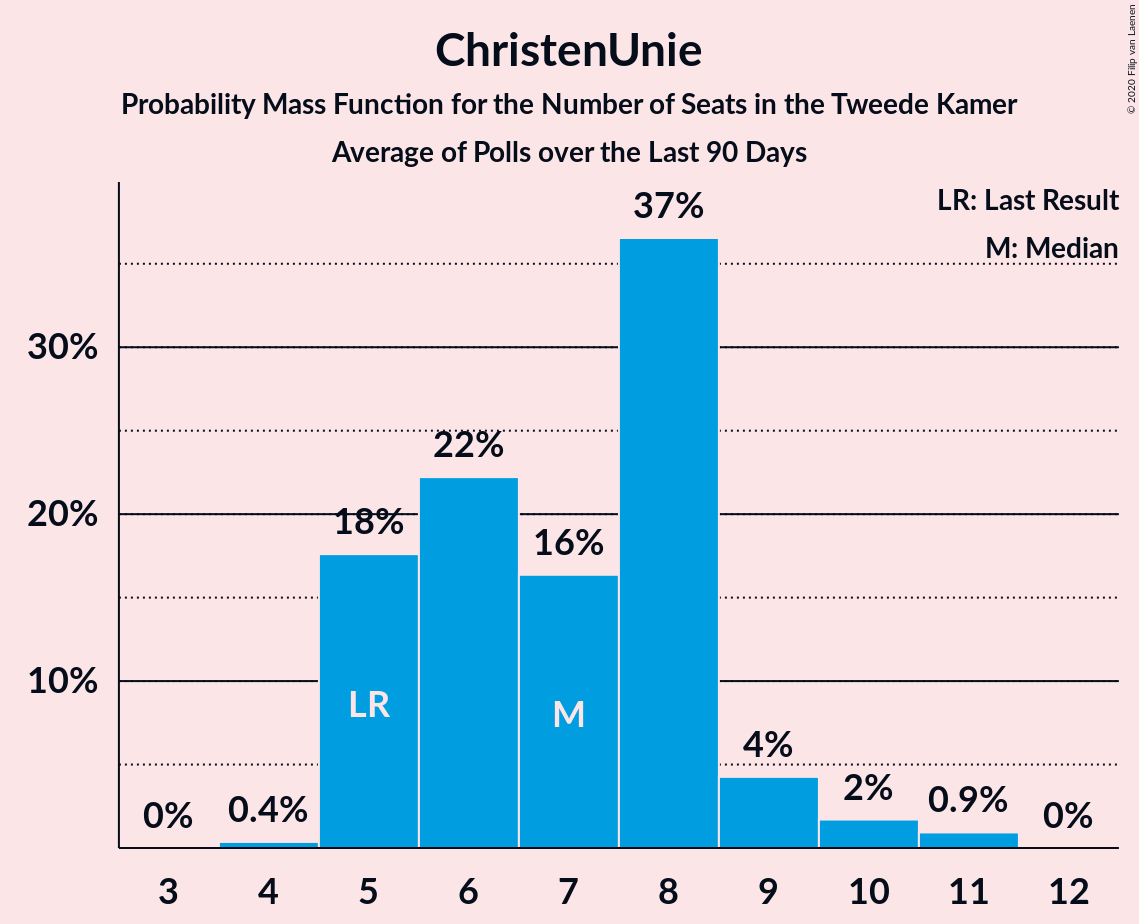 ChristenUnie
Probability Mass Function for the Number of Seats in the Tweede Kamer
Average of Polls over the Last 90 Days
© 2020 Filip van Laenen
LR: Last Result
M: Median
37%
30%
22%
20%
18%
16%
10%
LR
M
4%
2%
0.9%
0.4%
0%
0%
3 4 5 6 7 8 9 10 11 12